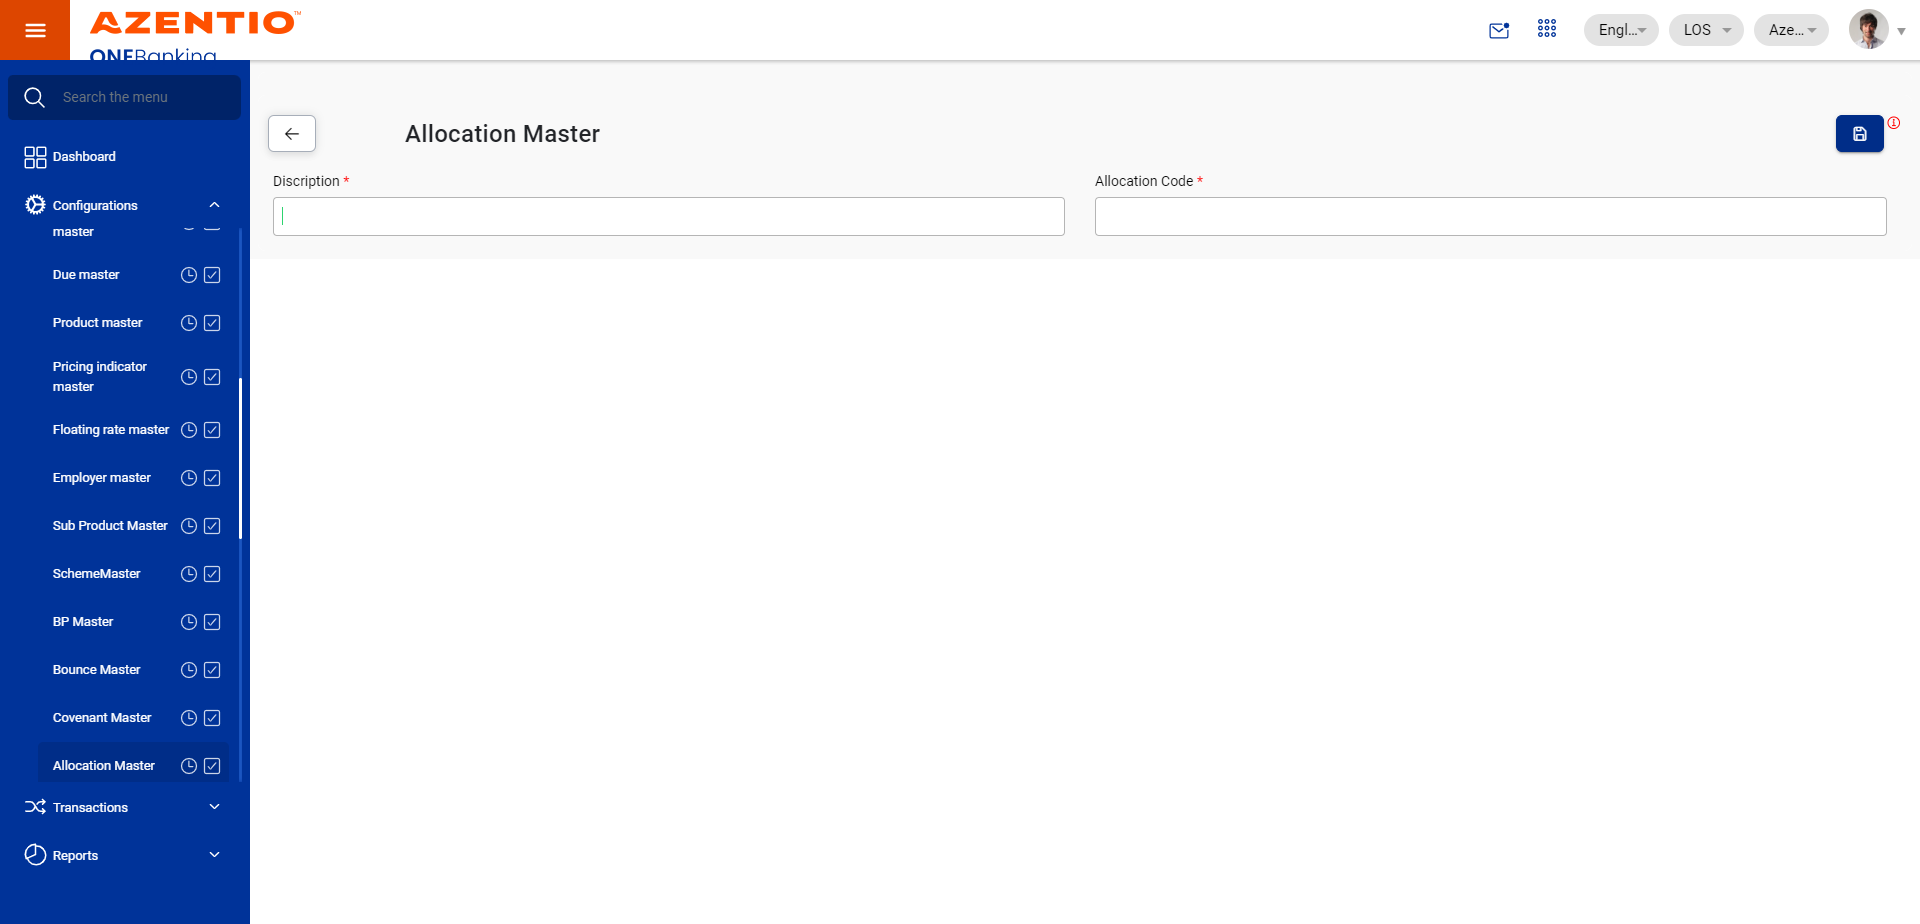 AZENTIO™
ONEBanking
Engl...
LOS
Aze...
Search the menu
Dashboard
Configurations
master
Due master
Product master
Pricing indicator
master
Floating rate master
Employer master
Sub Product Master
SchemeMaster
BP Master
Bounce Master
Covenant Master
Allocation Master
Transactions
Reports
Allocation Master
Discription *
Allocation Code *